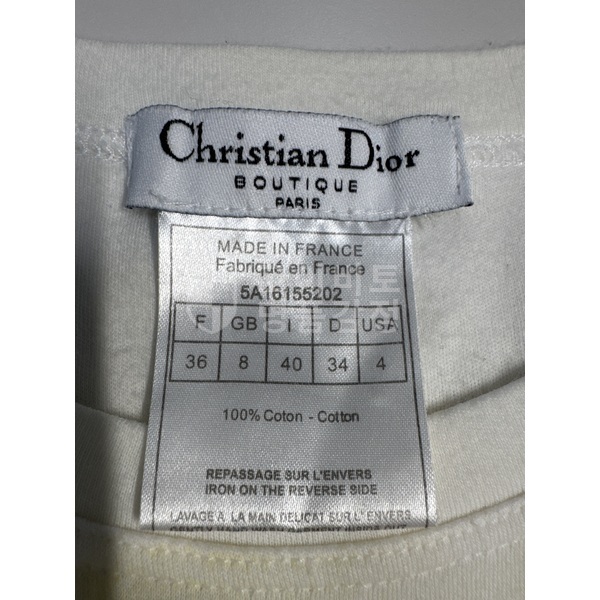 Christian Dior
BOUTIQUE
PARIS
MADE IN FRANCE
Fabriqué en France
5A16155202
F GB I D USA
36 8 40 34 4
100% Coton - Cotton
REPASSAGE SUR L'ENVERS
IRON ON THE REVERSE SIDE
LAVAGE A LA MAIN DELICAT SUR L'ENVERS